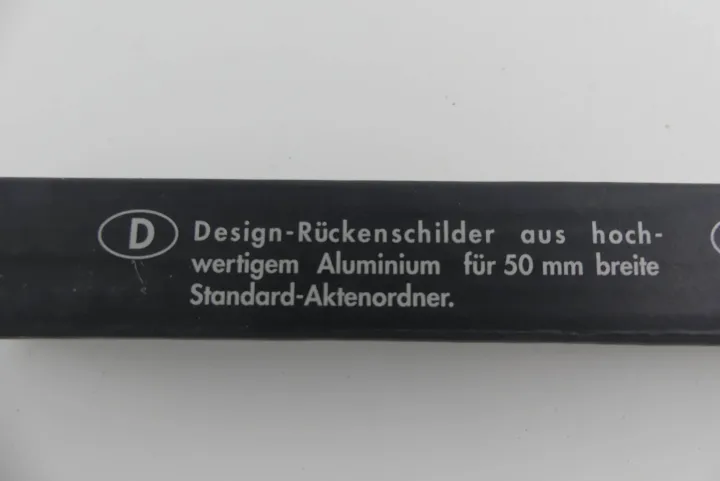 D
Design-Rückenschilder aus hoch-
wertigem Aluminium für 50 mm breite
Standard-Aktenordner.